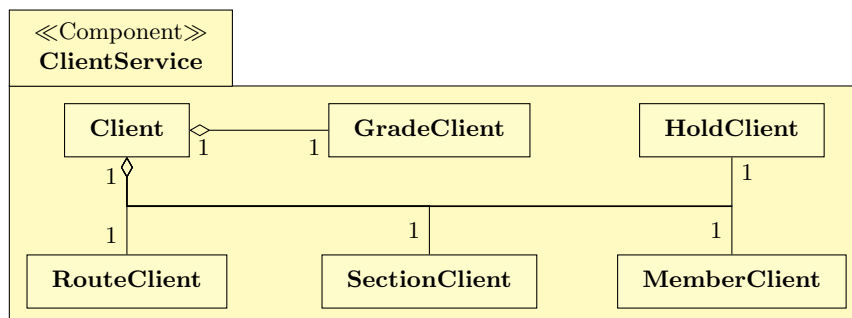 ≪Component≫
ClientService
Client
GradeClient
HoldClient
1
1
1
1
1
1
1
RouteClient
SectionClient
MemberClient